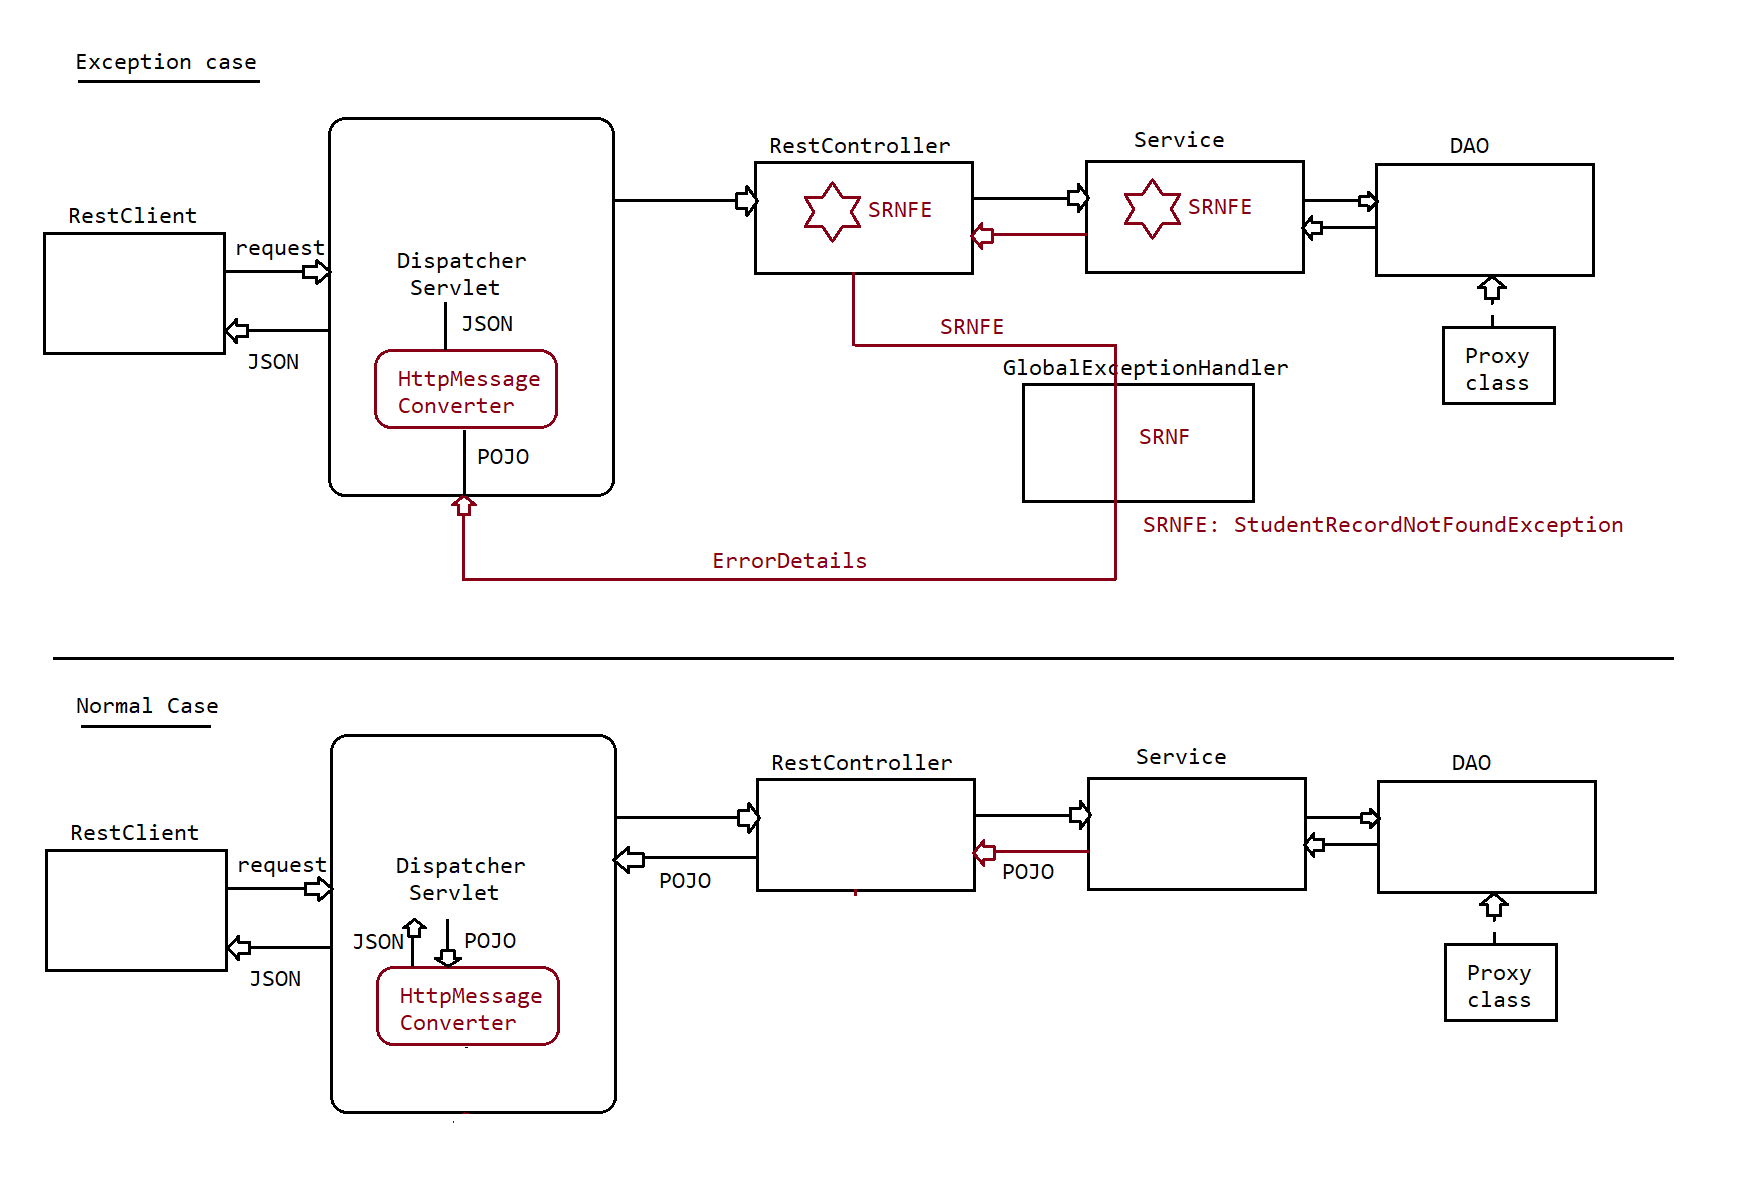 Exception case
RestController
Service
DAO
SRNFE
SRNFE
RestClient
request
Dispatcher
Servlet
JSON
SRNFE
JSON
GlobalExceptionHandler
HttpMessage
Converter
Proxy
class
SRNF
POJO
SRNFE: StudentRecordNotFoundException
ErrorDetails
Normal Case
RestController
Service
DAO
RestClient
request
Dispatcher
Servlet
POJO
POJO
JSON
POJO
JSON
HttpMessage
Converter
Proxy
class